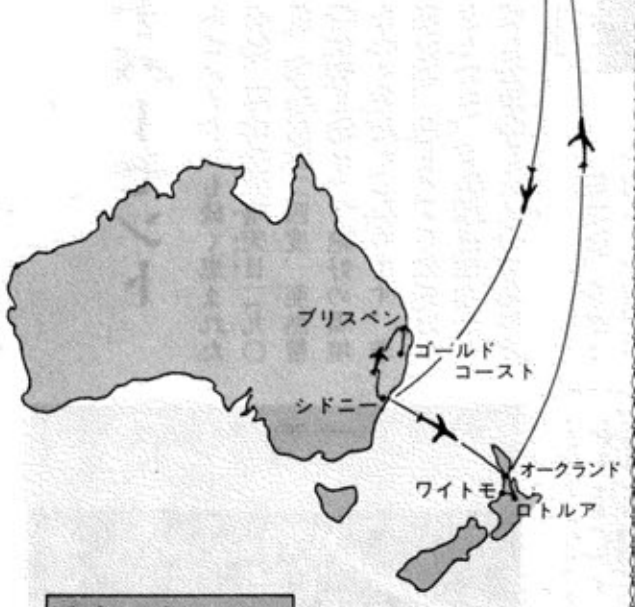 ブリスベン
ゴールド
コースト
シドニー
オークランド
ワイトモ
ロトルア